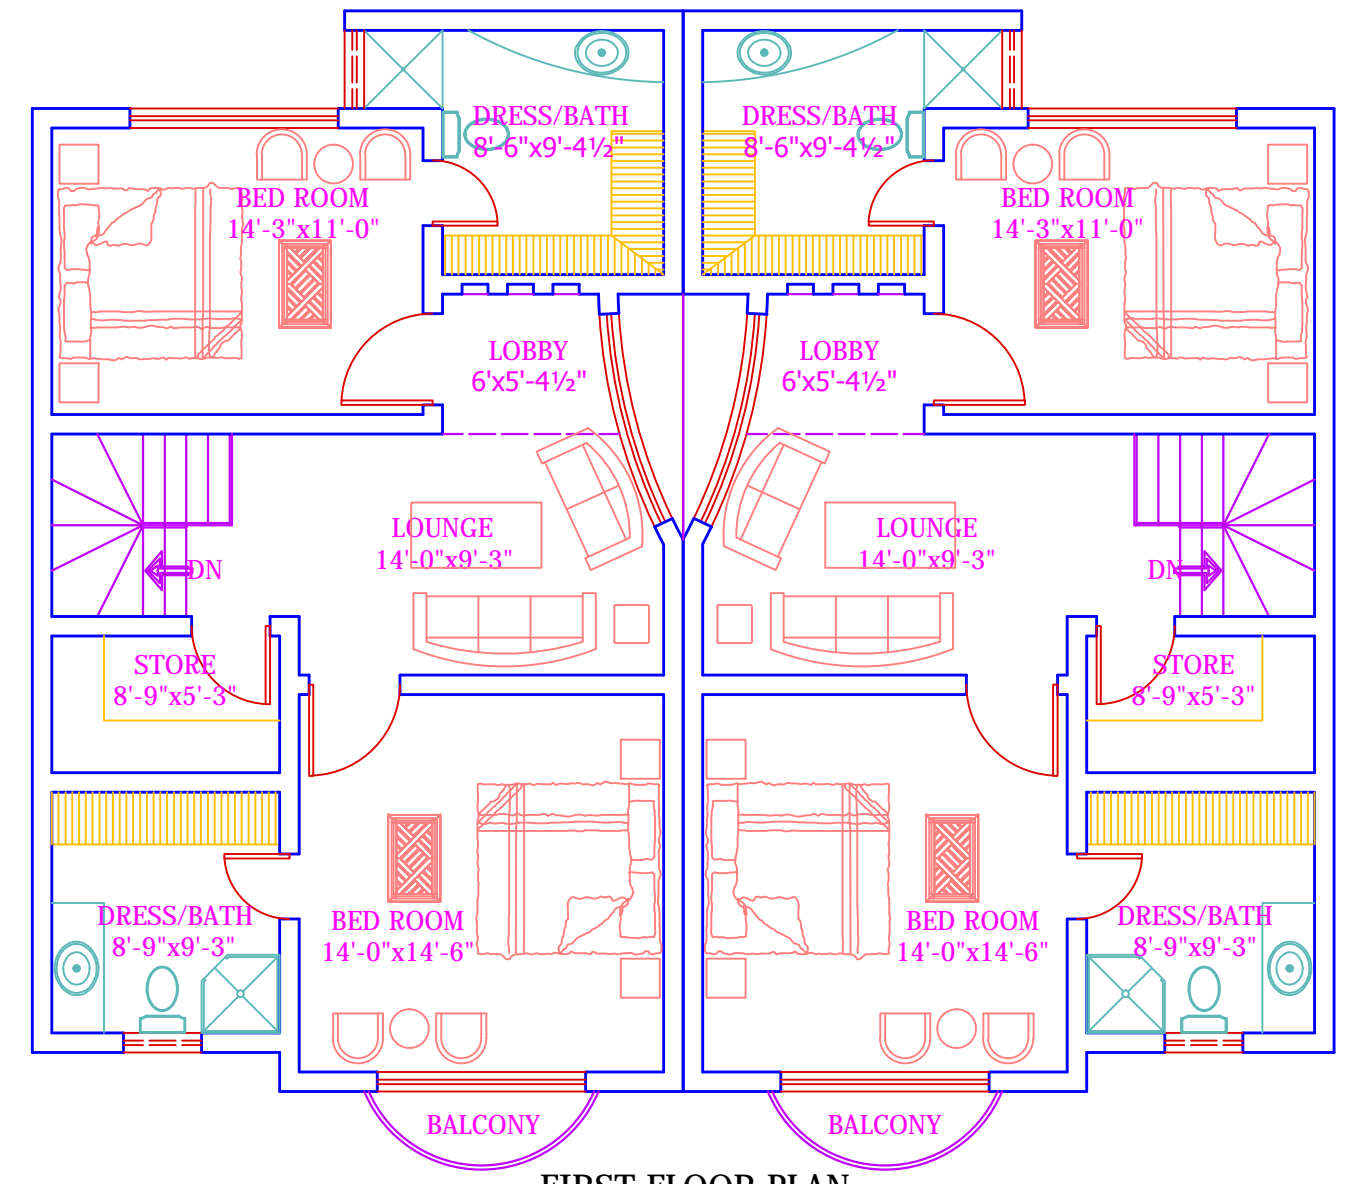 DRESS/BATH
8'-6"x9'-4½"
DRESS/BATH
8'-6"x9'-4½"
BED ROOM
14'-3"x11'-0"
BED ROOM
14'-3"x11'-0"
LOBBY
6'x5'-4½"
LOBBY
6'x5'-4½"
LOUNGE
14'-0"x9'-3"
LOUNGE
14'-0"x9'-3"
DN
DN
STORE
8'-9"x5'-3"
STORE
8'-9"x5'-3"
DRESS/BATH
8'-9"x9'-3"
BED ROOM
14'-0"x14'-6"
BED ROOM
14'-0"x14'-6"
DRESS/BATH
8'-9"x9'-3"
BALCONY
BALCONY
FIRST FLOOR PLAN